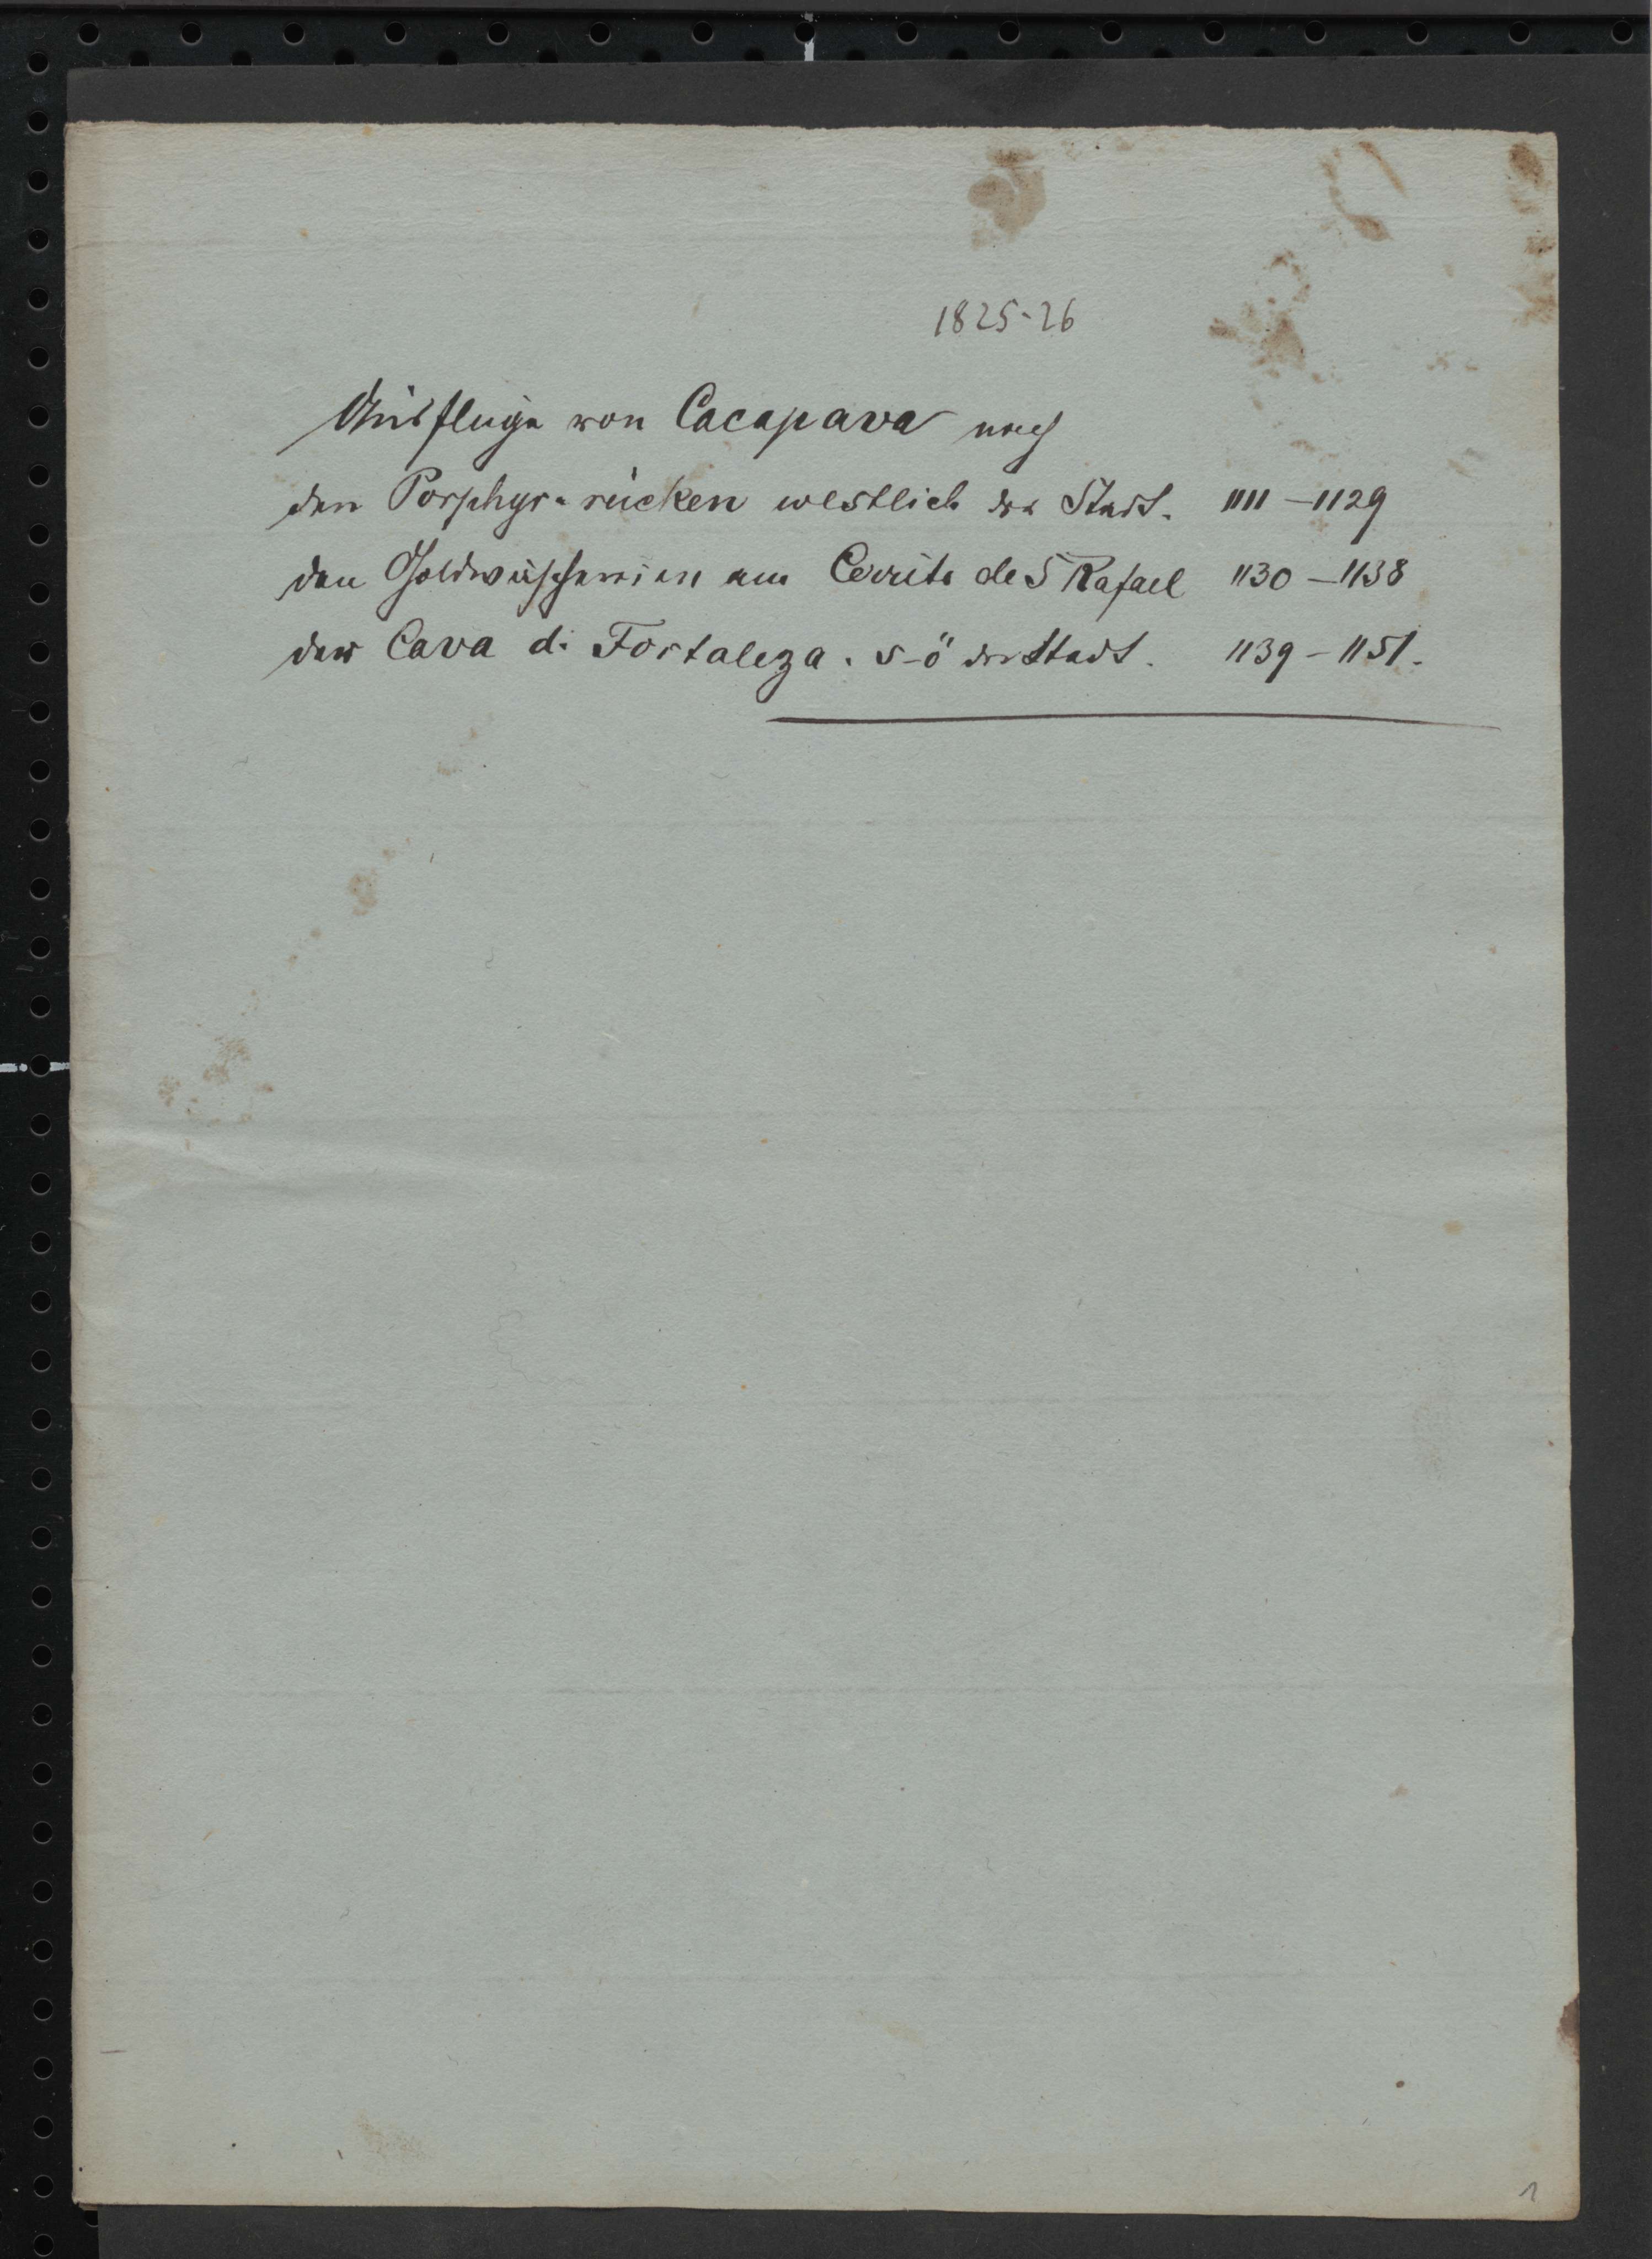 1825-26
Ausfluge von Cacapava nach
den Porphyr-rücken westlich der Stadt. 1111 – 1129
den Goldwäschereien am Cerrito de S Rafael 1130 – 1138
der Cava di Fortaleza. s-ö der Stadt. 1139 – 1151.
1